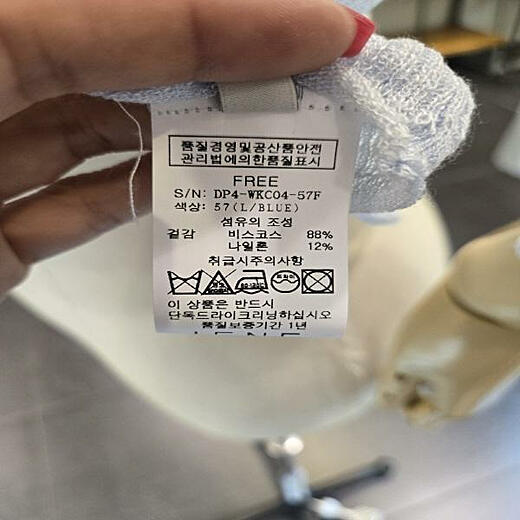 품질경영및공산품안전
관리법에의한품질표시
FREE
S/N: DP4-WKC04-57F
색상: 57(L/BLUE)
섬유의 조성
겉감 비스코스 88%
나일론 12%
취급시주의사항
드라이
이 상품은 반드시
단독드라이크리닝하십시오
품질보증기간 1년